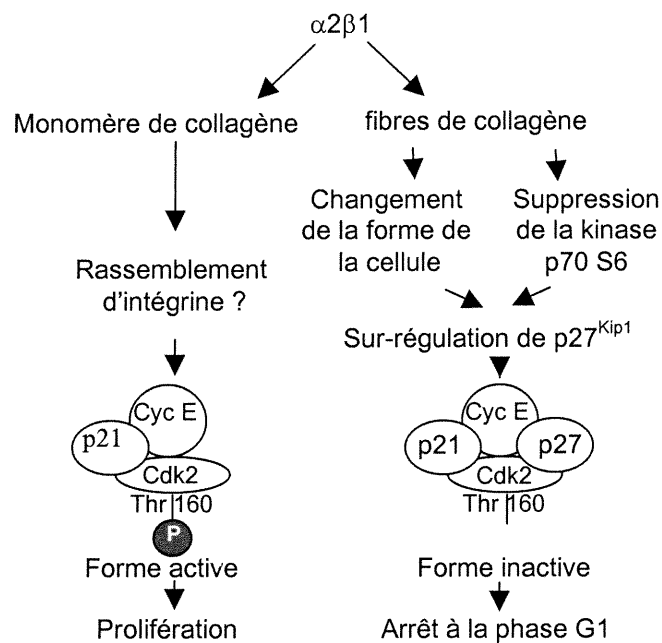 α2β1
Monomère de collagène
fibres de collagène
Changement
de la forme de
la cellule
Suppression
de la kinase
p70 S6
Rassemblement
d'intégrine ?
Sur-régulation de p27Kip1
Cyc E
p21
Cdk2
Thr 160
P
Forme active
Prolifération
Cyc E
p21
p27
Cdk2
Thr 160
Forme inactive
Arrêt à la phase G1